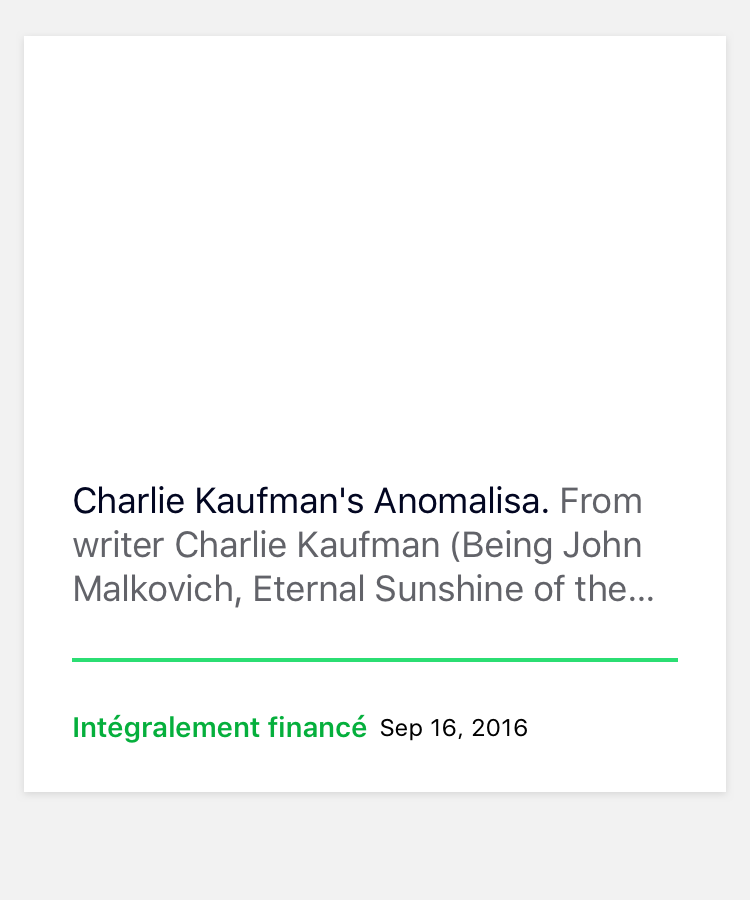 Charlie Kaufman's Anomalisa. From
writer Charlie Kaufman (Being John
Malkovich, Eternal Sunshine of the...
Intégralement financé Sep 16, 2016